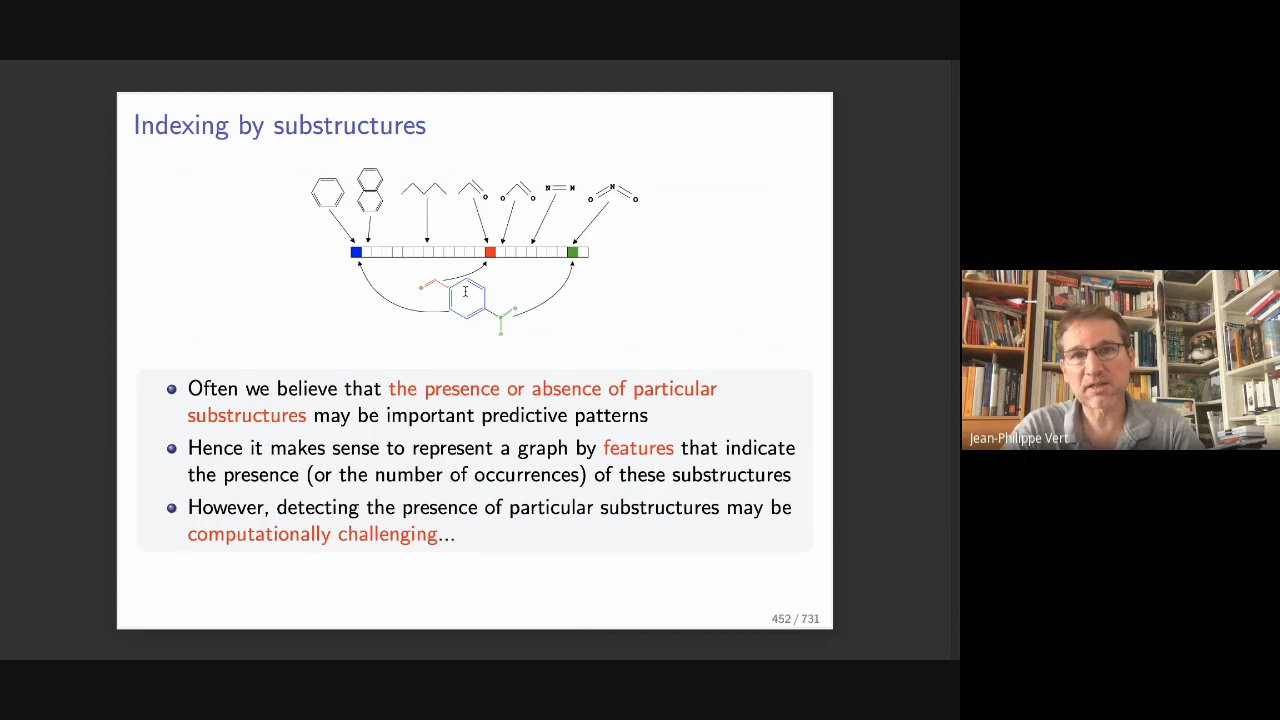 Indexing by substructures
O
O
O
N
N
O
N
O
Often we believe that the presence or absence of particular
substructures may be important predictive patterns
Hence it makes sense to represent a graph by features that indicate
the presence (or the number of occurrences) of these substructures
However, detecting the presence of particular substructures may be
computationally challenging...
452 / 731
Jean-Philippe Vert